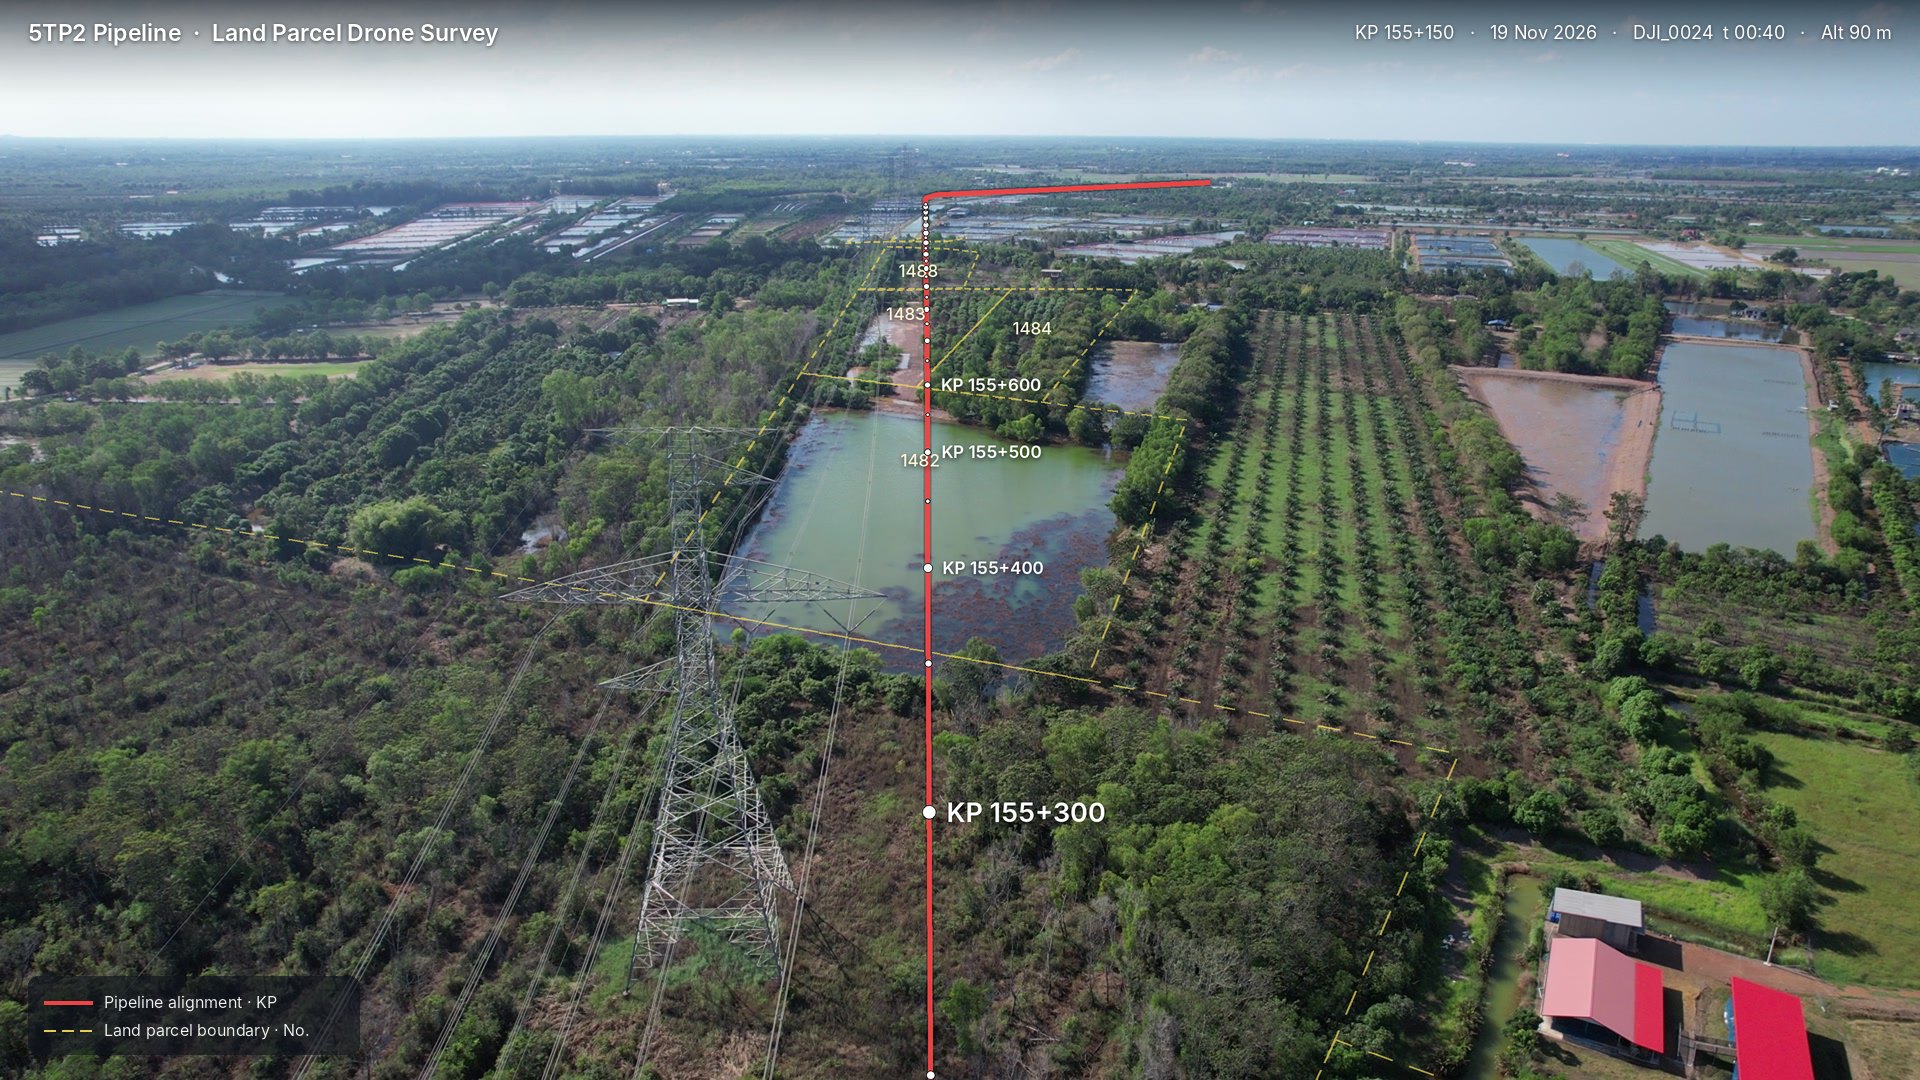 5TP2 Pipeline · Land Parcel Drone Survey
KP 155+150 · 19 Nov 2026 · DJI_0024 t 00:40 · Alt 90 m
1488
1483
1484
KP 155+600
KP 155+500
1482
KP 155+400
KP 155+300
Pipeline alignment · KP
Land parcel boundary · No.